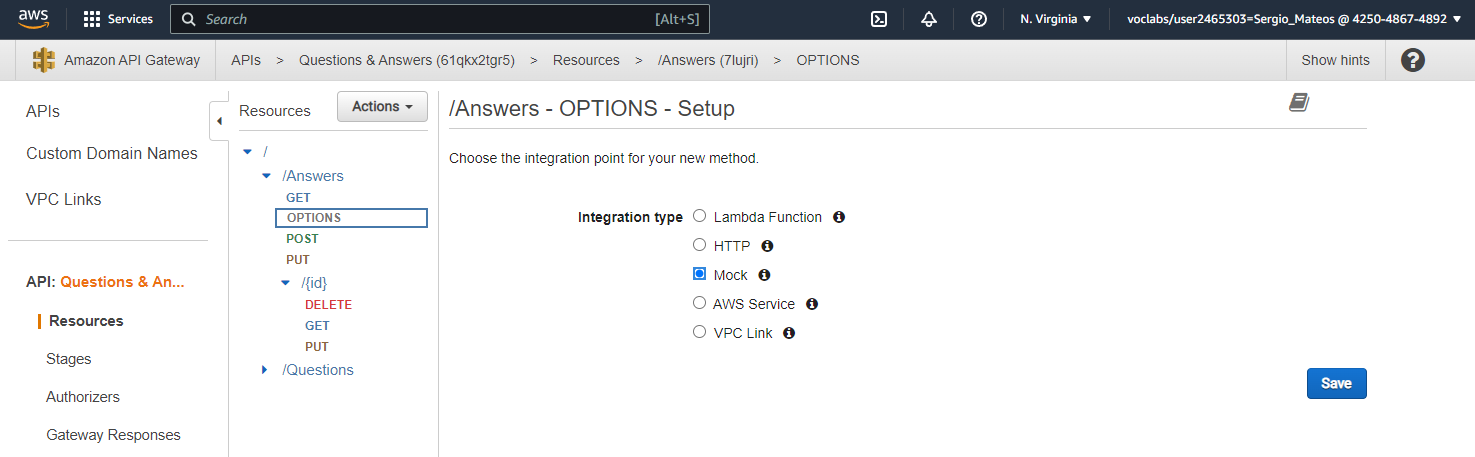 aws Services Search [Alt+S] N. Virginia voclabs/user2465303=Sergio_Mateos @ 4250-4867-4892
Amazon API Gateway APIs > Questions & Answers (61qkx2tgr5) > Resources > /Answers (7lujri) > OPTIONS Show hints
APIs
Custom Domain Names
VPC Links
API: Questions & An...
Resources
Stages
Authorizers
Gateway Responses
Resources Actions
/
/Answers
GET
OPTIONS
POST
PUT
/{id}
DELETE
GET
PUT
/Questions
/Answers - OPTIONS - Setup
Choose the integration point for your new method.
Integration type Lambda Function
HTTP
Mock
AWS Service
VPC Link
Save